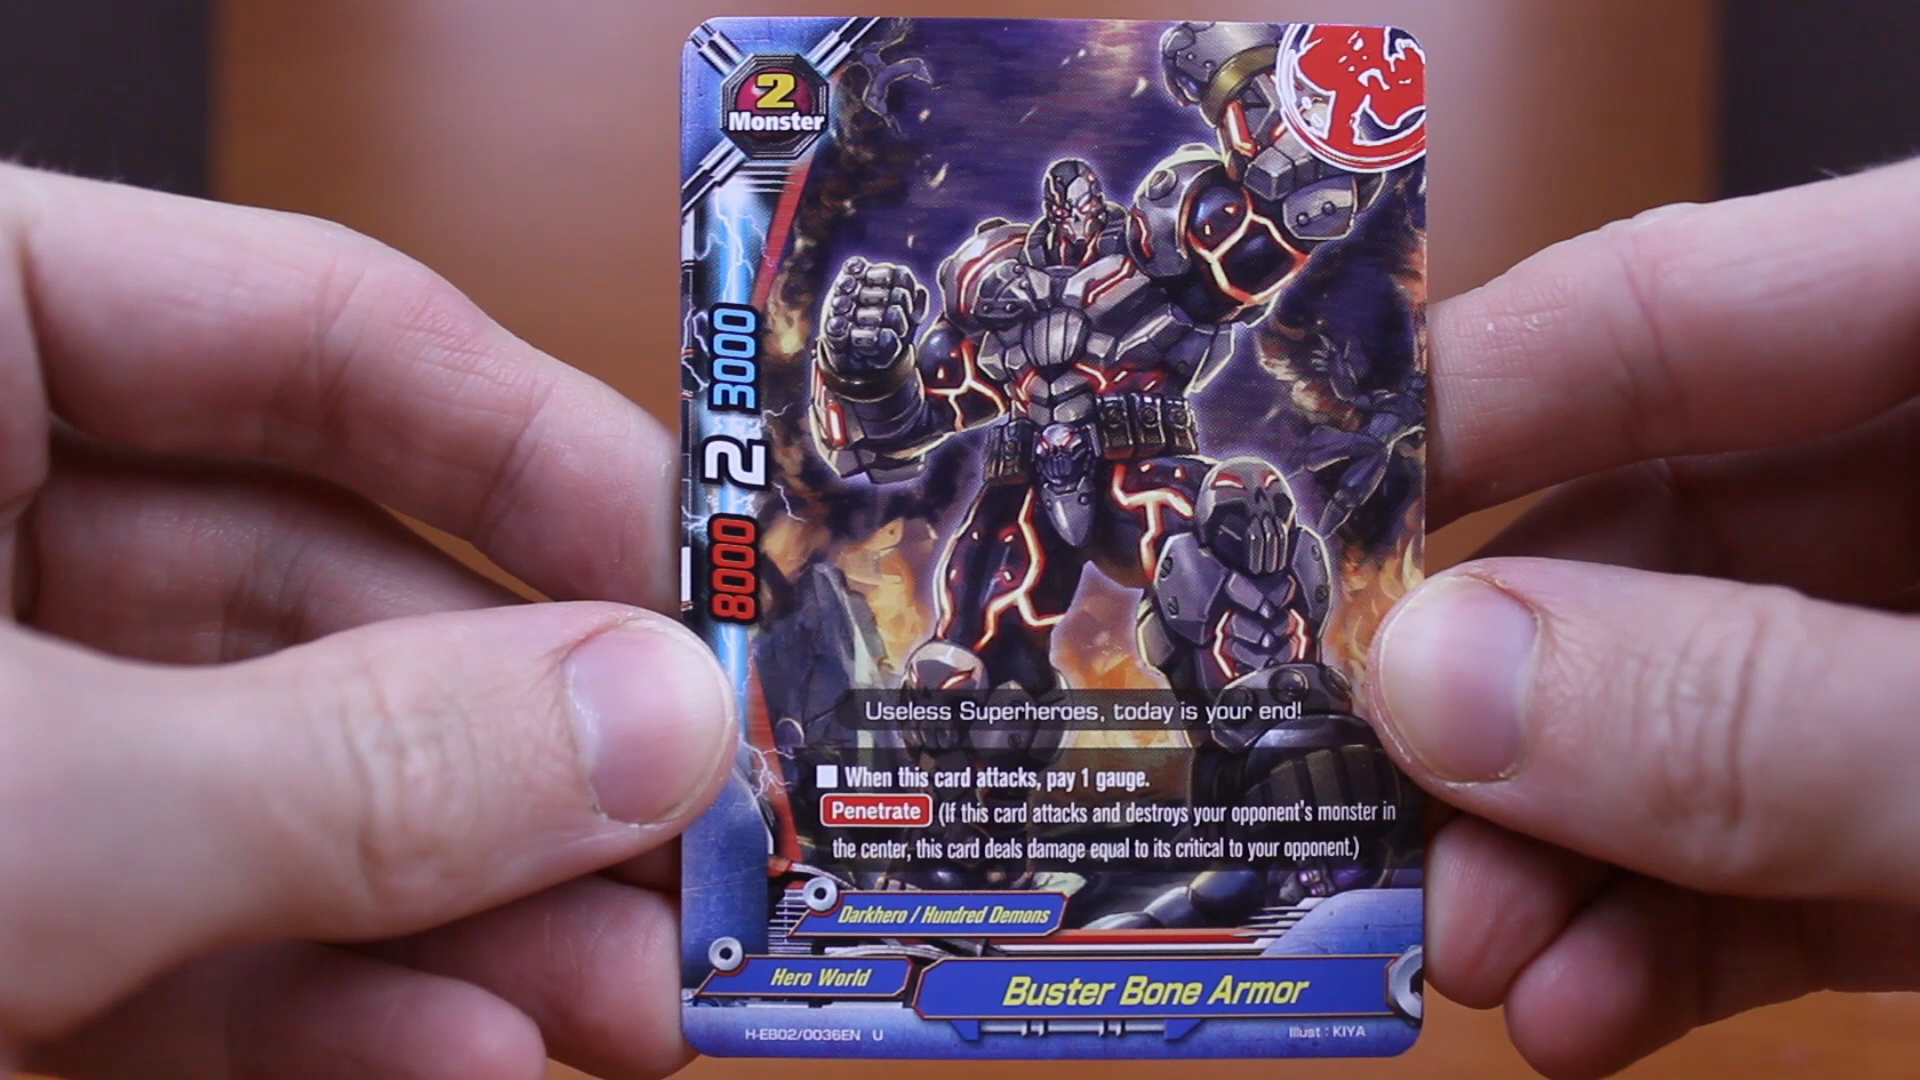 2
Monster
3000
2
8000
Useless Superheroes, today is your end!
■ When this card attacks, pay 1 gauge.
Penetrate (If this card attacks and destroys your opponent's monster in
the center, this card deals damage equal to its critical to your opponent.)
Darkhero / Hundred Demons
Hero World
Buster Bone Armor
H-EB02/0036EN U
Illust : KIYA